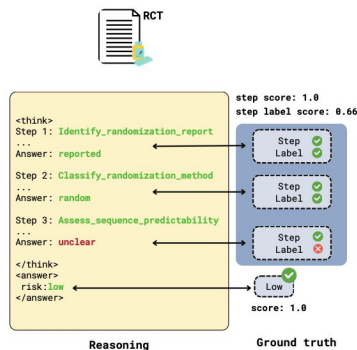 RCT
step score: 1.0
step label score: 0.66
<think>
Step 1: Identify_randomization_report
...
Answer: reported
Step 2: Classify_randomization_method
...
Answer: random
Step 3: Assess_sequence_predictability
...
Answer: unclear
</think>
<answer>
risk:low
</answer>
Step
Label
Step
Label
Step
Label
Low
score: 1.0
Reasoning
Ground truth